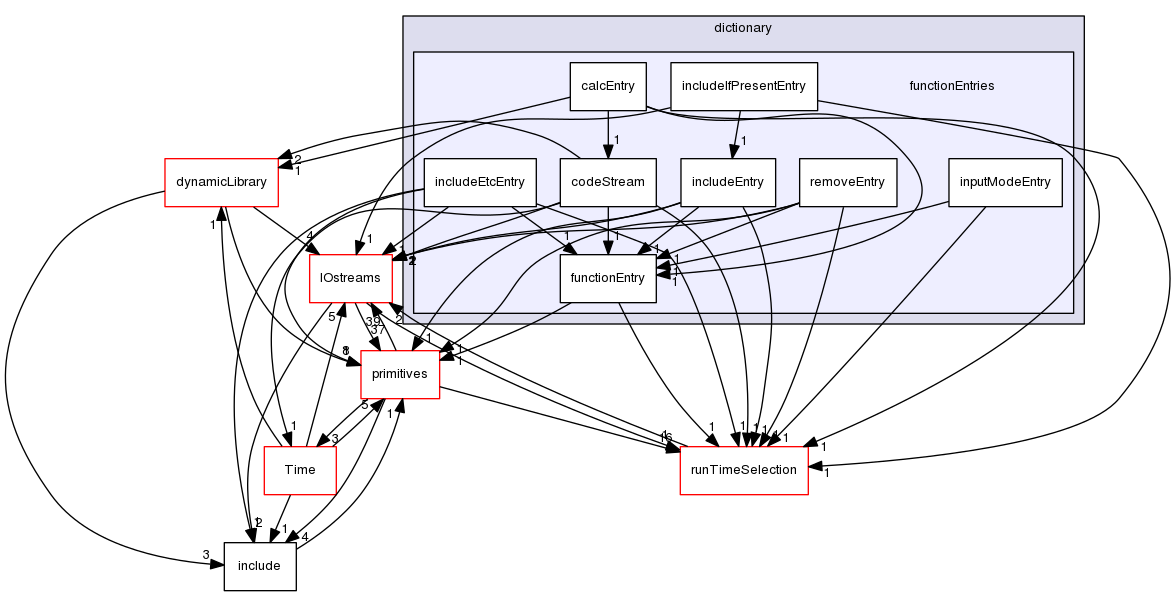 dictionary
calcEntry
includeIfPresentEntry
functionEntries
1
1
2
1
dynamicLibrary
includeEtcEntry
codeStream
includeEntry
removeEntry
inputModeEntry
1
4
1
1
1
1
1
1
1
2
IOstreams
functionEntry
5
39
2
37
1
1
1
8
primitives
5
1
1
1
1
1
1
1
1
3
16
1
Time
runTimeSelection
1
2
1
4
3
include